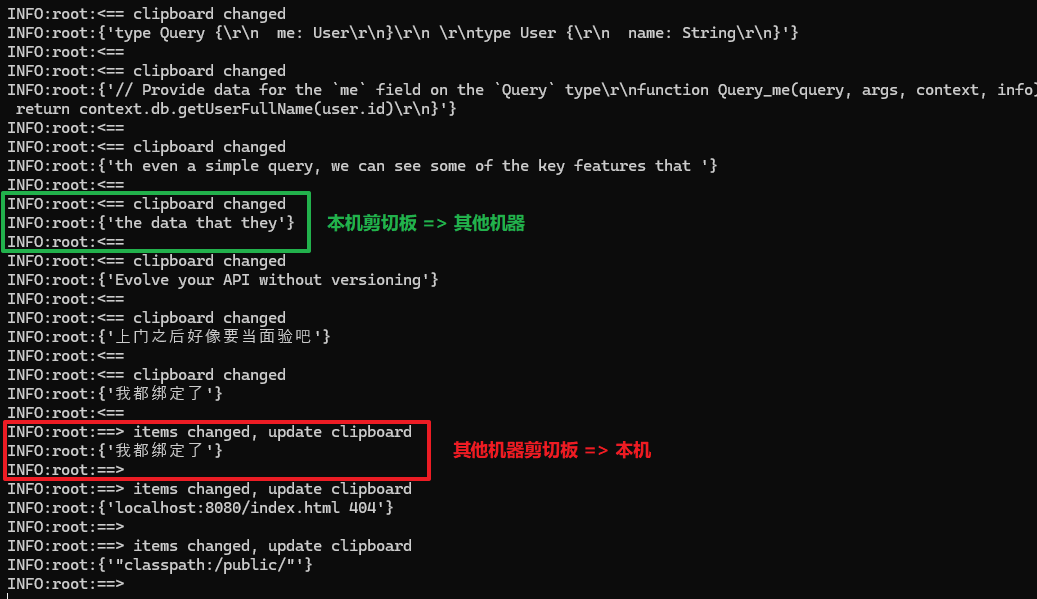 INFO:root:<== clipboard changed
INFO:root:{'type Query {\r\n  me: User\r\n}\r\n \r\ntype User {\r\n  name: String\r\n}'}
INFO:root:<==
INFO:root:<== clipboard changed
INFO:root:{'// Provide data for the `me` field on the `Query` type\r\nfunction Query_me(query, args, context, info)
 return context.db.getUserFullName(user.id)\r\n}'}
INFO:root:<==
INFO:root:<== clipboard changed
INFO:root:{'th even a simple query, we can see some of the key features that '}
INFO:root:<==
INFO:root:<== clipboard changed
INFO:root:{'the data that they'} 本机剪切板 => 其他机器
INFO:root:<==
INFO:root:<== clipboard changed
INFO:root:{'Evolve your API without versioning'}
INFO:root:<==
INFO:root:<== clipboard changed
INFO:root:{'上门之后好像要当面验吧'}
INFO:root:<==
INFO:root:<== clipboard changed
INFO:root:{'我都绑定了'}
INFO:root:<==
INFO:root:==> items changed, update clipboard
INFO:root:{'我都绑定了'} 其他机器剪切板 => 本机
INFO:root:==>
INFO:root:==> items changed, update clipboard
INFO:root:{'localhost:8080/index.html 404'}
INFO:root:==>
INFO:root:==> items changed, update clipboard
INFO:root:{'"classpath:/public/"'}
INFO:root:==>